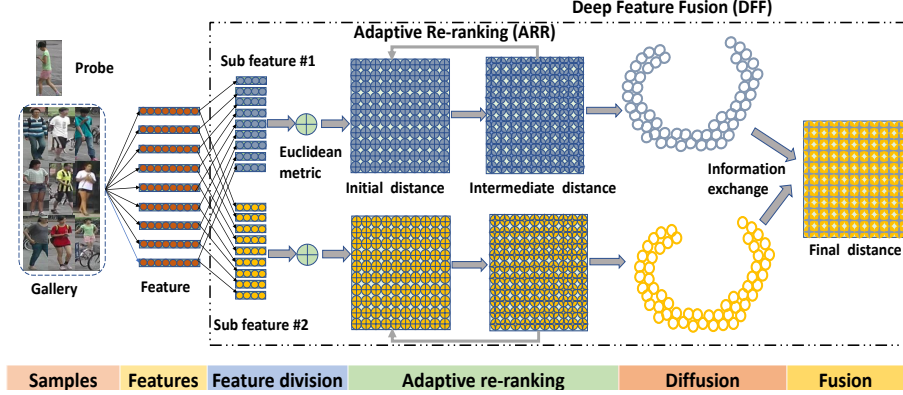 Deep Feature Fusion (DFF)
Adaptive Re-ranking (ARR)
Probe
Sub feature #1
Euclidean
metric
Initial distance
Intermediate distance
Information
exchange
Final distance
Gallery
Feature
Sub feature #2
Samples
Features
Feature division
Adaptive re-ranking
Diffusion
Fusion